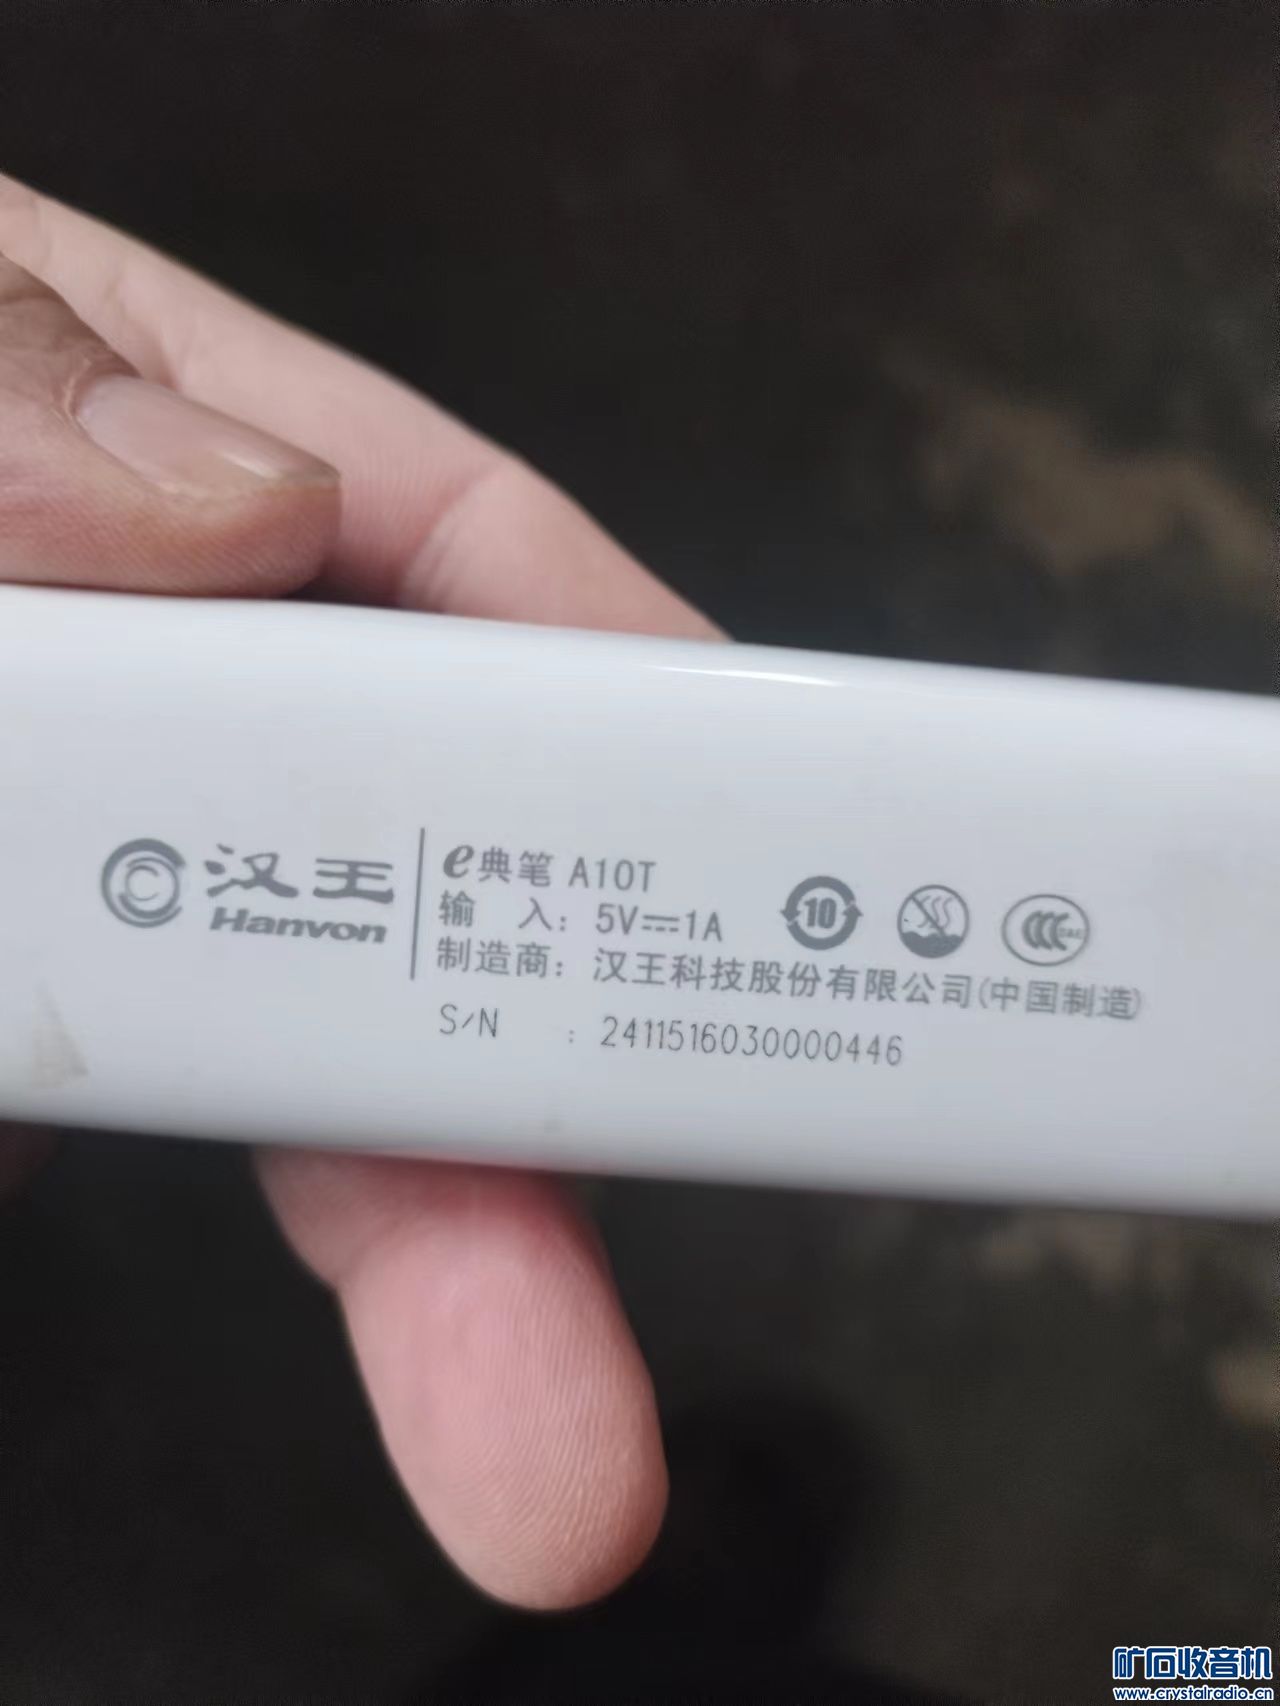 汉王
Hanvon
e典笔 A10T
输 入： 5V⎓1A
制造商：汉王科技股份有限公司(中国制造)
S/N : 2411516030000446
10
矿石收音机
www.crystalradio.cn